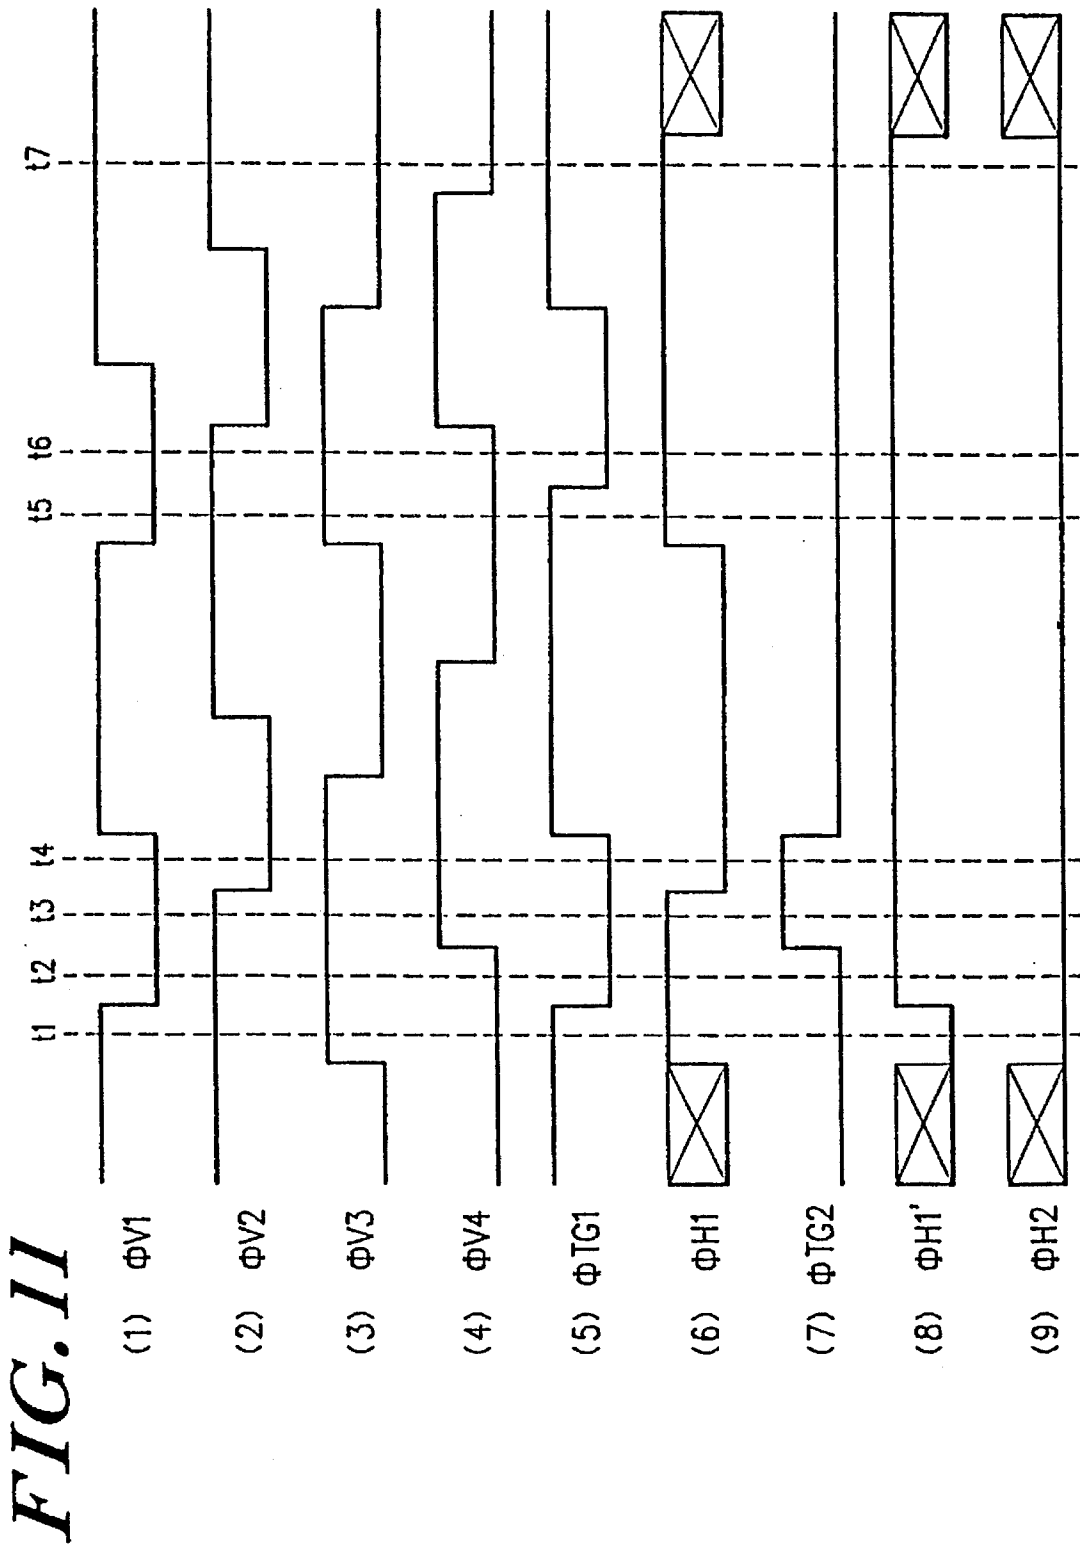 FIG. 11
t1 t2 t3 t4 t5 t6 t7
(1) ΦV1
(2) ΦV2
(3) ΦV3
(4) ΦV4
(5) ΦTG1
(6) ΦH1
(7) ΦTG2
(8) ΦH1'
(9) ΦH2